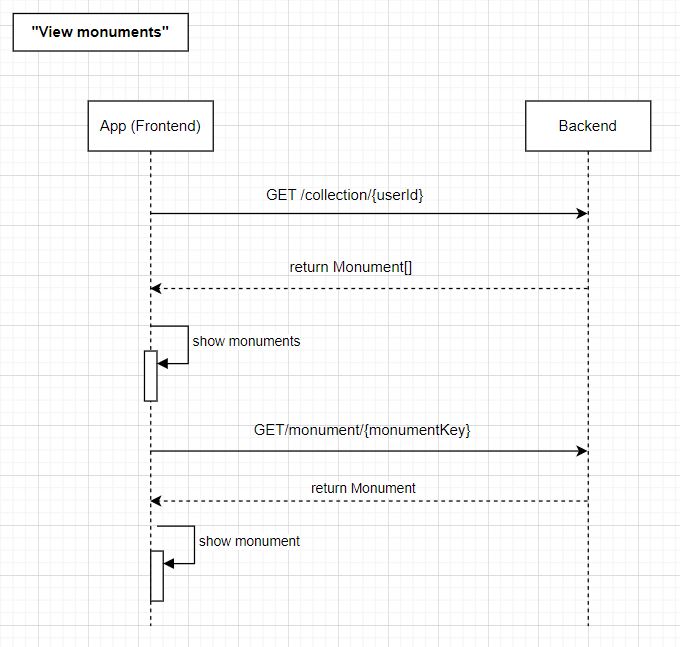 "View monuments"
App (Frontend)
Backend
GET /collection/{userId}
return Monument[]
show monuments
GET/monument/{monumentKey}
return Monument
show monument